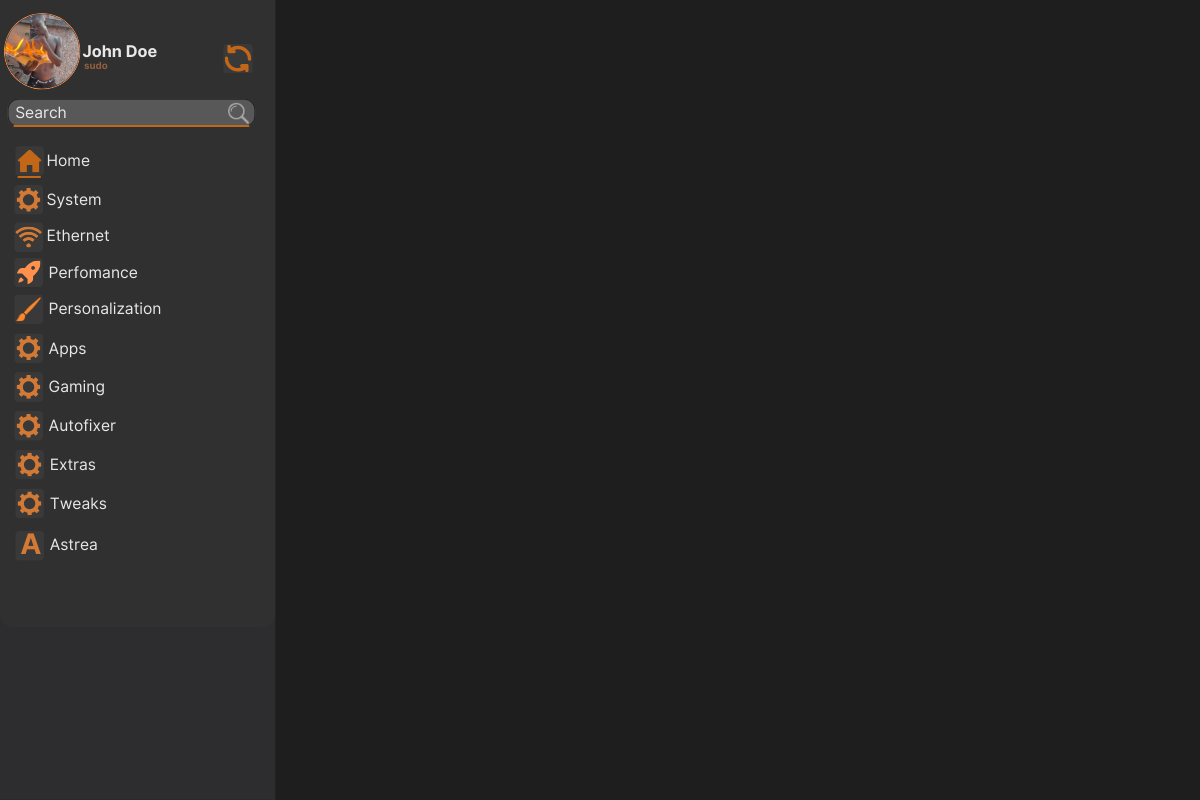 John Doe
sudo
Search
Home
System
Ethernet
Perfomance
Personalization
Apps
Gaming
Autofixer
Extras
Tweaks
A Astrea